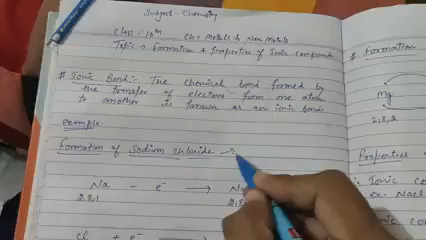 Subject - Chemistry
Class - 10th Ch = Metals & Non Metals
Topic - Formation & Properties of Ionic Compounds
# Ionic Bond :- The chemical bond formed by
the transfer of electrons from one atom
to another is known as an ionic bond
Example
Formation of Sodium Chloride →
Na - e⁻ → N
2,8,1 2,8
Cl + e⁻
# Formation
Mg
2,8,2
Properties
Ionic Co
ex. NaCl